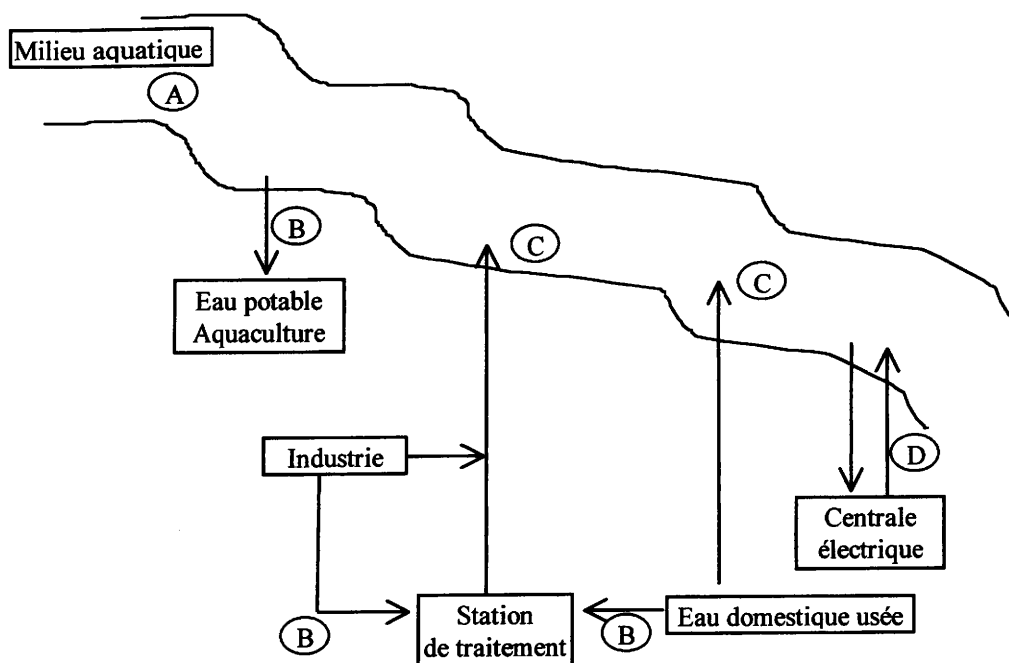 Milieu aquatique
A
B
Eau potable
Aquaculture
C
C
Industrie
D
Centrale
électrique
B
Station
de traitement
B
Eau domestique usée